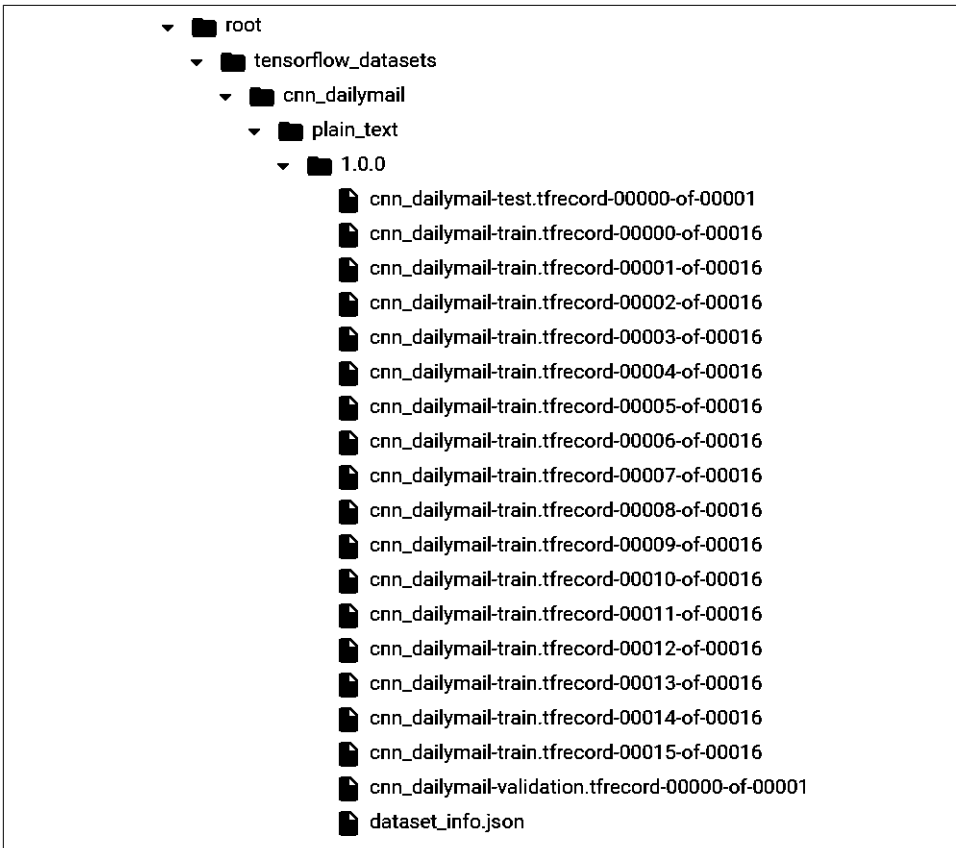 root
tensorflow_datasets
cnn_dailymail
plain_text
1.0.0
cnn_dailymail-test.tfrecord-00000-of-00001
cnn_dailymail-train.tfrecord-00000-of-00016
cnn_dailymail-train.tfrecord-00001-of-00016
cnn_dailymail-train.tfrecord-00002-of-00016
cnn_dailymail-train.tfrecord-00003-of-00016
cnn_dailymail-train.tfrecord-00004-of-00016
cnn_dailymail-train.tfrecord-00005-of-00016
cnn_dailymail-train.tfrecord-00006-of-00016
cnn_dailymail-train.tfrecord-00007-of-00016
cnn_dailymail-train.tfrecord-00008-of-00016
cnn_dailymail-train.tfrecord-00009-of-00016
cnn_dailymail-train.tfrecord-00010-of-00016
cnn_dailymail-train.tfrecord-00011-of-00016
cnn_dailymail-train.tfrecord-00012-of-00016
cnn_dailymail-train.tfrecord-00013-of-00016
cnn_dailymail-train.tfrecord-00014-of-00016
cnn_dailymail-train.tfrecord-00015-of-00016
cnn_dailymail-validation.tfrecord-00000-of-00001
dataset_info.json